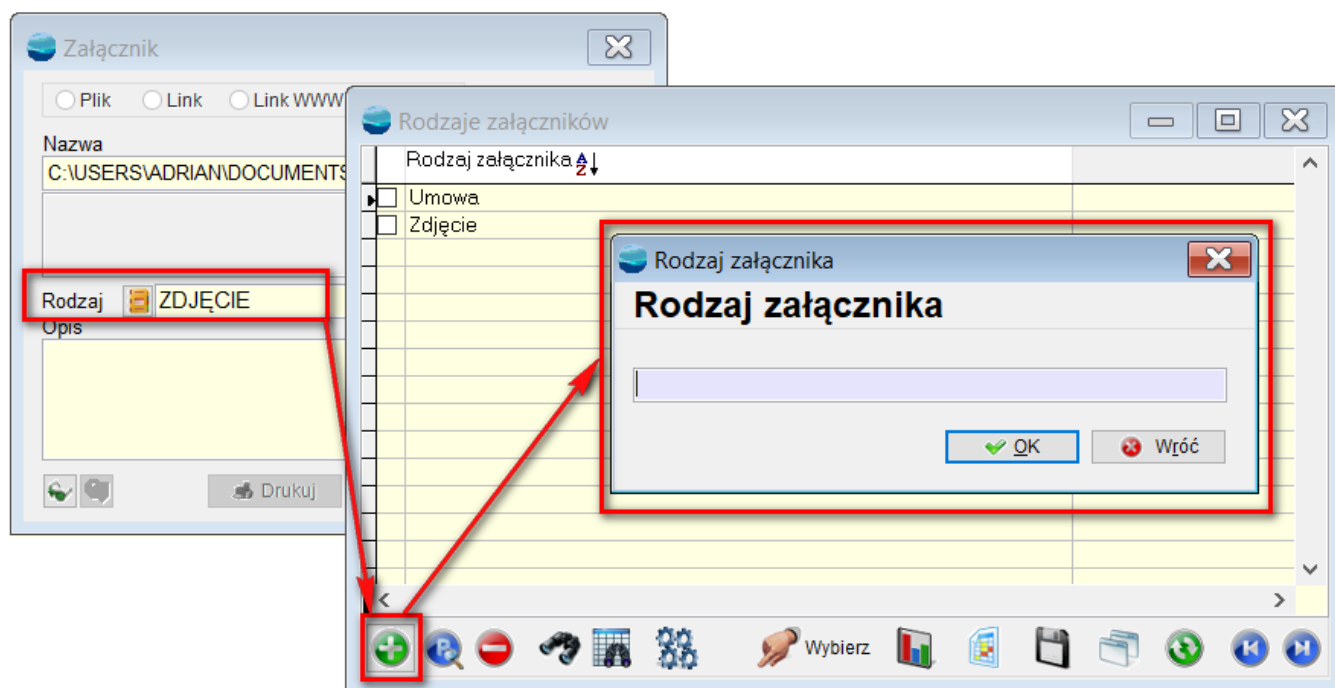 Załącznik
Plik Link Link WWW
Nazwa
C:\USERS\ADRIAN\DOCUMENTS
Rodzaj ZDJĘCIE
Opis
Drukuj
Rodzaje załączników
Rodzaj załącznika
Umowa
Zdjęcie
Rodzaj załącznika
Rodzaj załącznika
OK Wróć
Wybierz